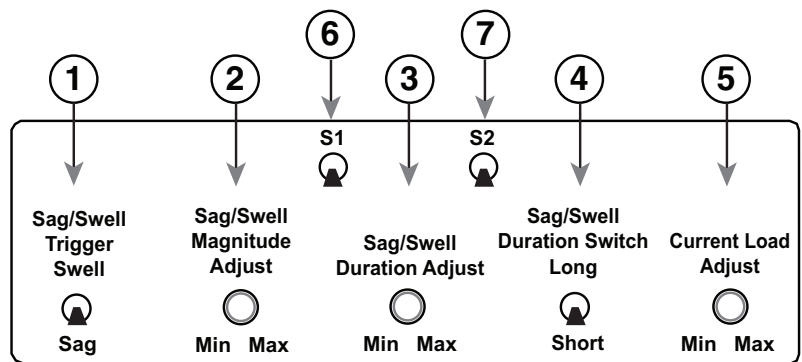 6 7
1 2 3 4 5
S1 S2
Sag/Swell
Trigger
Swell
Sag
Sag/Swell
Magnitude
Adjust
Min Max
Sag/Swell
Duration Adjust
Min Max
Sag/Swell
Duration Switch
Long
Short
Current Load
Adjust
Min Max